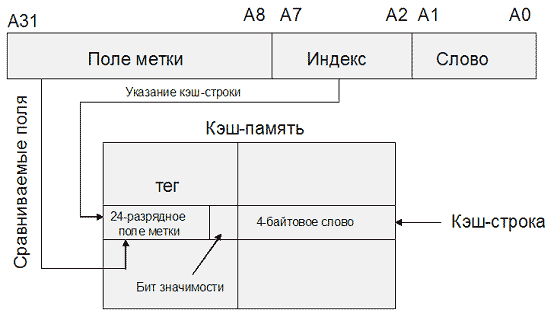 A31 A8 A7 A2 A1 A0
Поле метки Индекс Слово
Указание кэш-строки
Кэш-память
Сравниваемые поля
тег
24-разрядное
поле метки
4-байтовое слово
Кэш-строка
Бит значимости